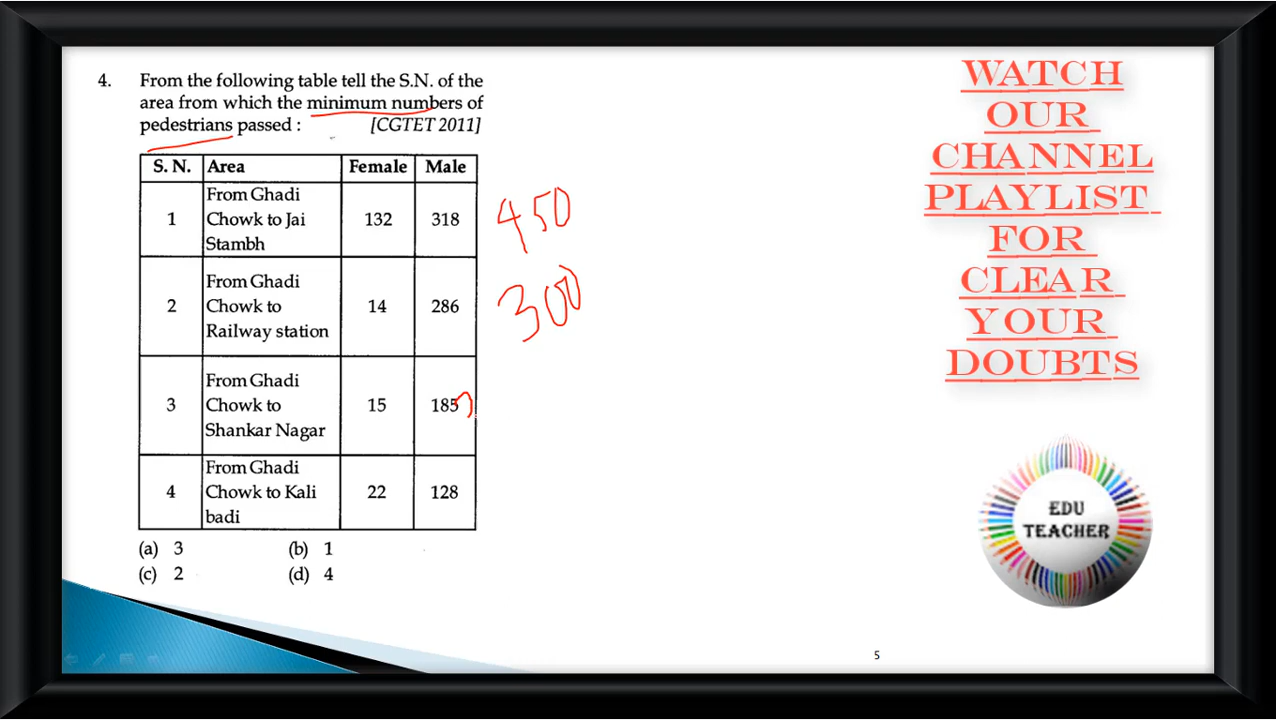 4. From the following table tell the S.N. of the
area from which the minimum numbers of
pedestrians passed : [CGTET 2011]
S. N. Area Female Male
1 From Ghadi Chowk to Jai Stambh 132 318 450
2 From Ghadi Chowk to Railway station 14 286 300
3 From Ghadi Chowk to Shankar Nagar 15 185
4 From Ghadi Chowk to Kali badi 22 128
(a) 3 (b) 1
(c) 2 (d) 4
WATCH
OUR
CHANNEL
PLAYLIST
FOR
CLEAR
YOUR
DOUBTS
EDU
TEACHER
5